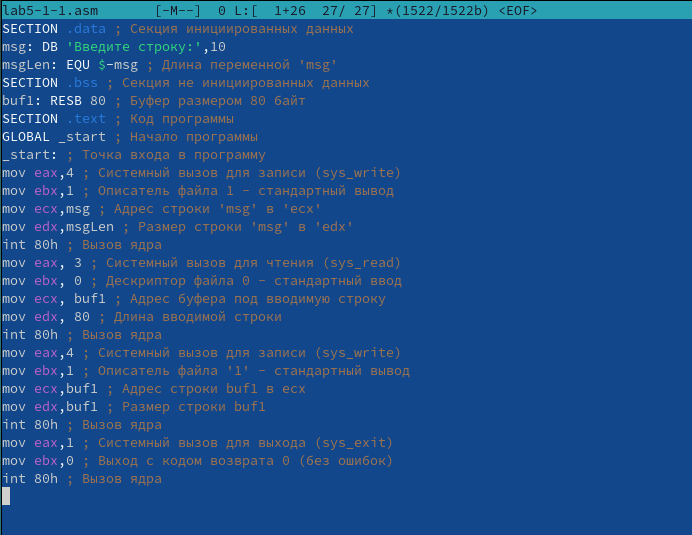 lab5-1-1.asm       [-M--]  0 L:[  1+26  27/ 27] *(1522/1522b) <EOF>
SECTION .data ; Секция инициированных данных
msg: DB 'Введите строку:',10
msgLen: EQU $-msg ; Длина переменной 'msg'
SECTION .bss ; Секция не инициированных данных
buf1: RESB 80 ; Буфер размером 80 байт
SECTION .text ; Код программы
GLOBAL _start ; Начало программы
_start: ; Точка входа в программу
mov eax,4 ; Системный вызов для записи (sys_write)
mov ebx,1 ; Описатель файла 1 - стандартный вывод
mov ecx,msg ; Адрес строки 'msg' в 'ecx'
mov edx,msgLen ; Размер строки 'msg' в 'edx'
int 80h ; Вызов ядра
mov eax, 3 ; Системный вызов для чтения (sys_read)
mov ebx, 0 ; Дескриптор файла 0 - стандартный ввод
mov ecx, buf1 ; Адрес буфера под вводимую строку
mov edx, 80 ; Длина вводимой строки
int 80h ; Вызов ядра
mov eax,4 ; Системный вызов для записи (sys_write)
mov ebx,1 ; Описатель файла '1' - стандартный вывод
mov ecx,buf1 ; Адрес строки buf1 в ecx
mov edx,buf1 ; Размер строки buf1
int 80h ; Вызов ядра
mov eax,1 ; Системный вызов для выхода (sys_exit)
mov ebx,0 ; Выход с кодом возврата 0 (без ошибок)
int 80h ; Вызов ядра